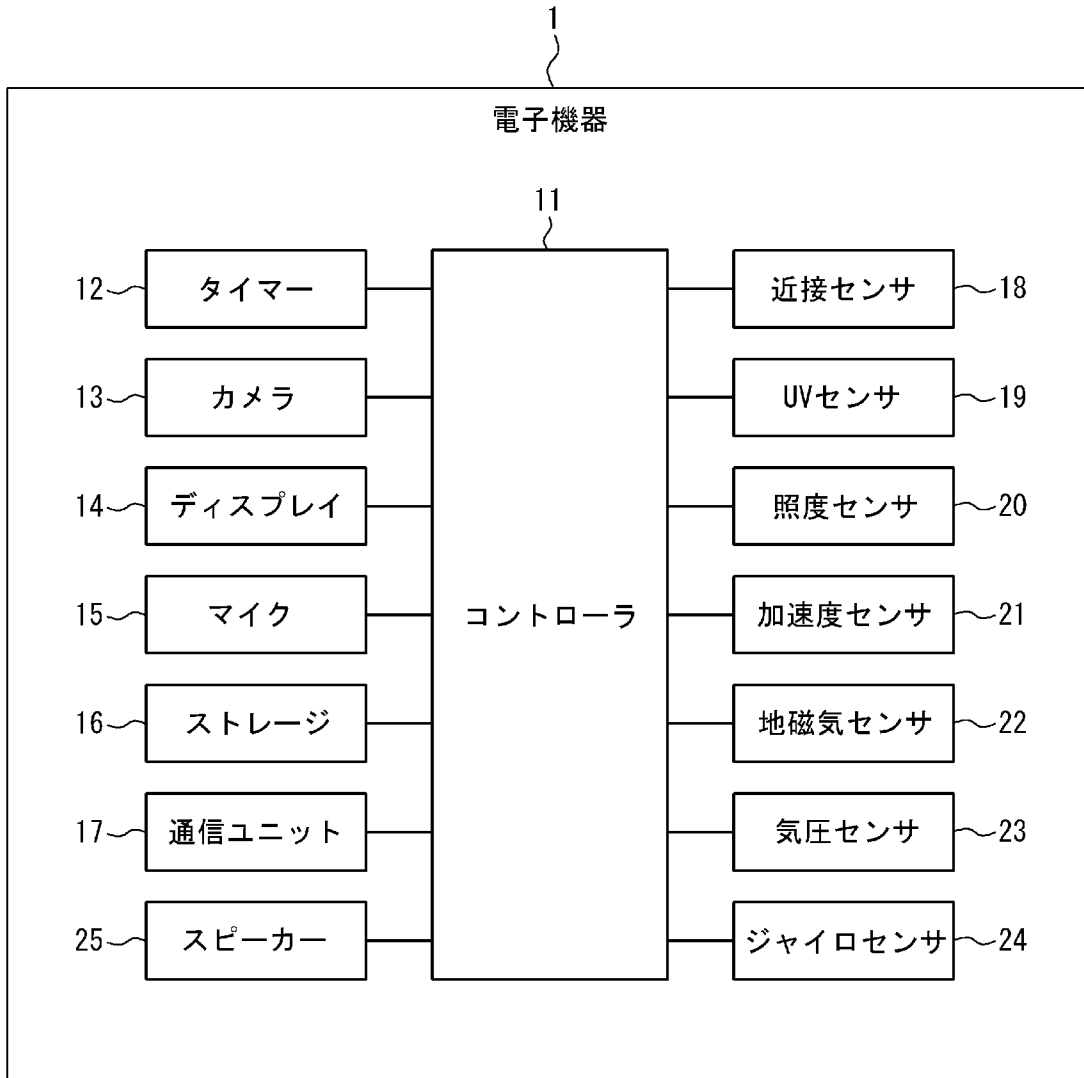 1
電子機器
11
12 タイマー
近接センサ 18
13 カメラ
UVセンサ 19
14 ディスプレイ
照度センサ 20
15 マイク
コントローラ
加速度センサ 21
16 ストレージ
地磁気センサ 22
17 通信ユニット
気圧センサ 23
25 スピーカー
ジャイロセンサ 24